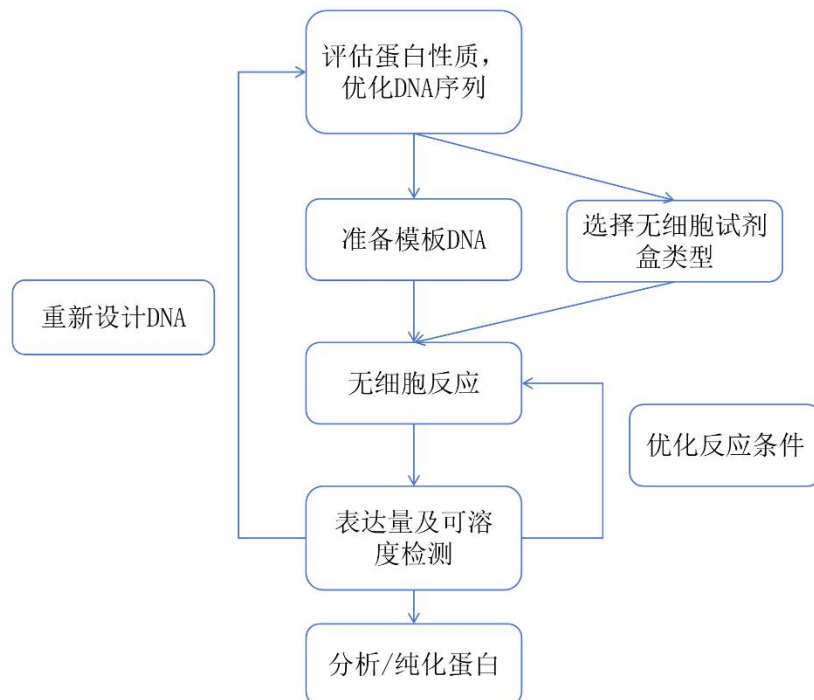 评估蛋白性质，
优化DNA序列
准备模板DNA
选择无细胞试剂
盒类型
重新设计DNA
无细胞反应
优化反应条件
表达量及可溶
度检测
分析/纯化蛋白